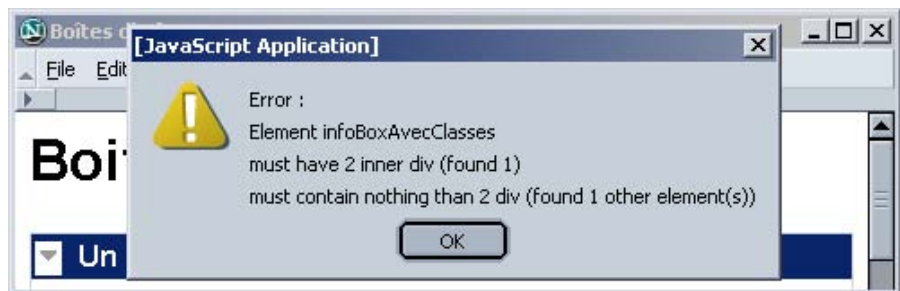 Boîtes d
[JavaScript Application]
File Edit
Error :
Element infoBoxAvecClasses
must have 2 inner div (found 1)
must contain nothing than 2 div (found 1 other element(s))
OK
Boi
Un